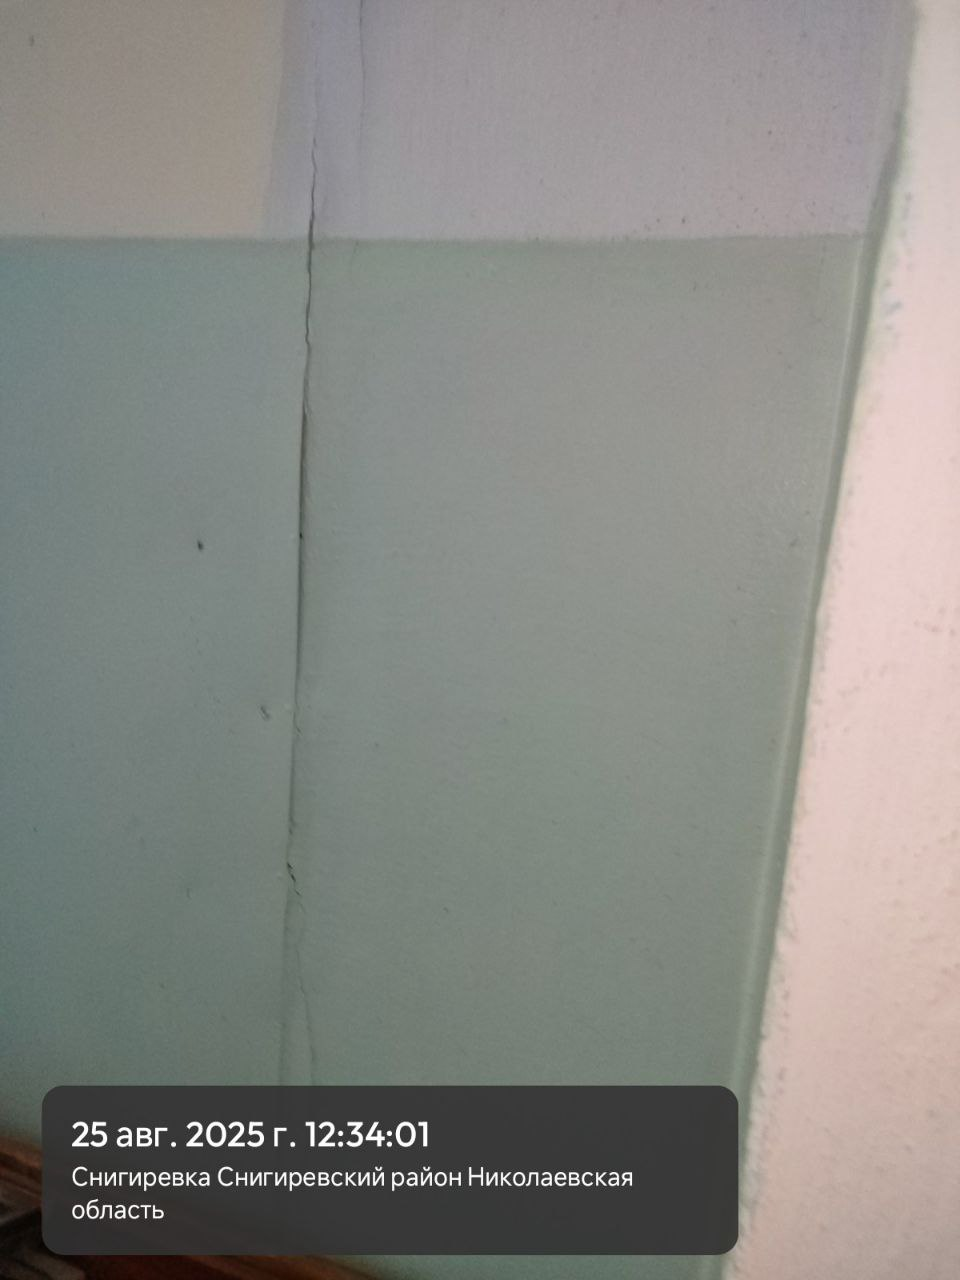 25 авг. 2025 г. 12:34:01
Снигиревка Снигиревский район Николаевская
область